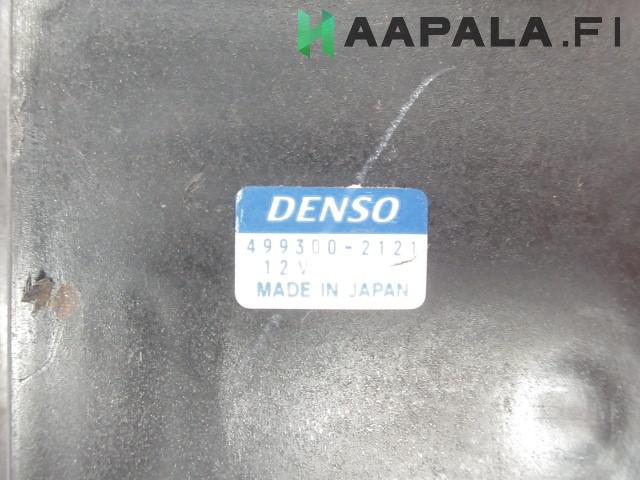 HAAPALA.FI
DENSO
499300-2121
12V
MADE IN JAPAN